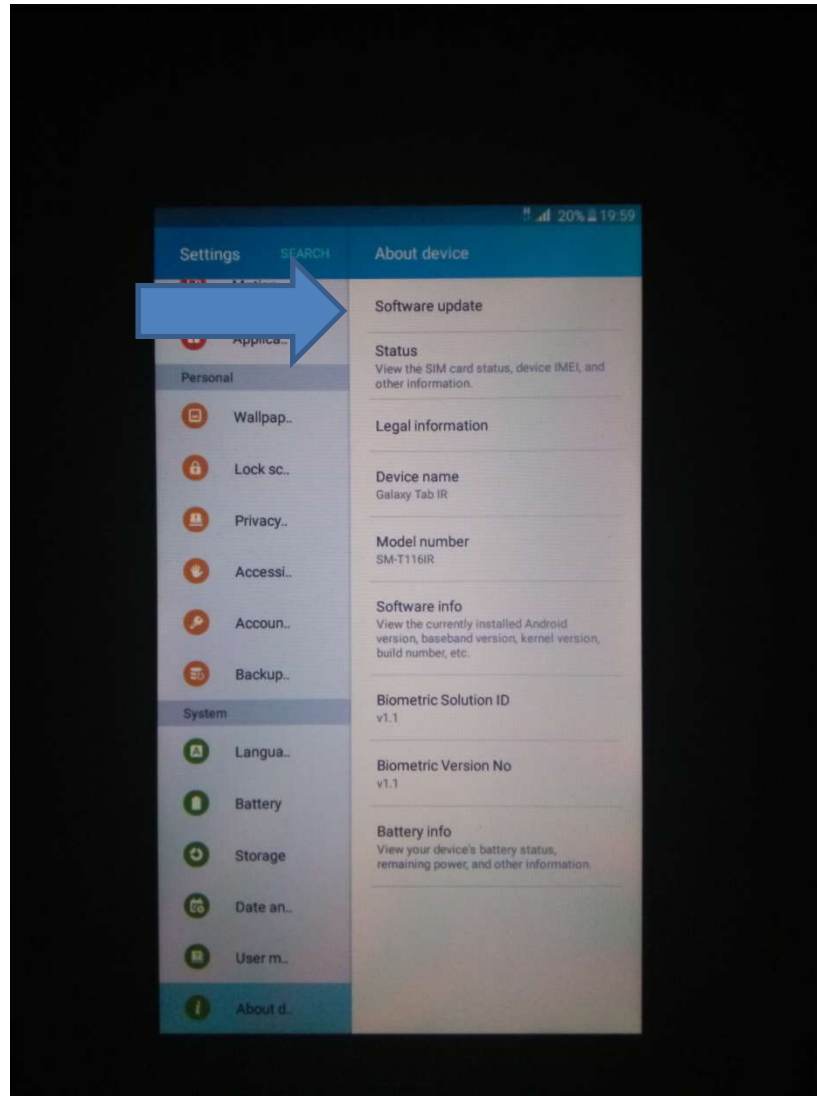 20% 19:59
Settings SEARCH
Applica..
Personal
Wallpap..
Lock sc..
Privacy..
Accessi..
Accoun..
Backup..
System
Langua..
Battery
Storage
Date an..
User m..
About d..
About device
Software update
Status
View the SIM card status, device IMEI, and
other information.
Legal information
Device name
Galaxy Tab IR
Model number
SM-T116IR
Software info
View the currently installed Android
version, baseband version, kernel version,
build number, etc.
Biometric Solution ID
v1.1
Biometric Version No
v1.1
Battery info
View your device's battery status,
remaining power, and other information.